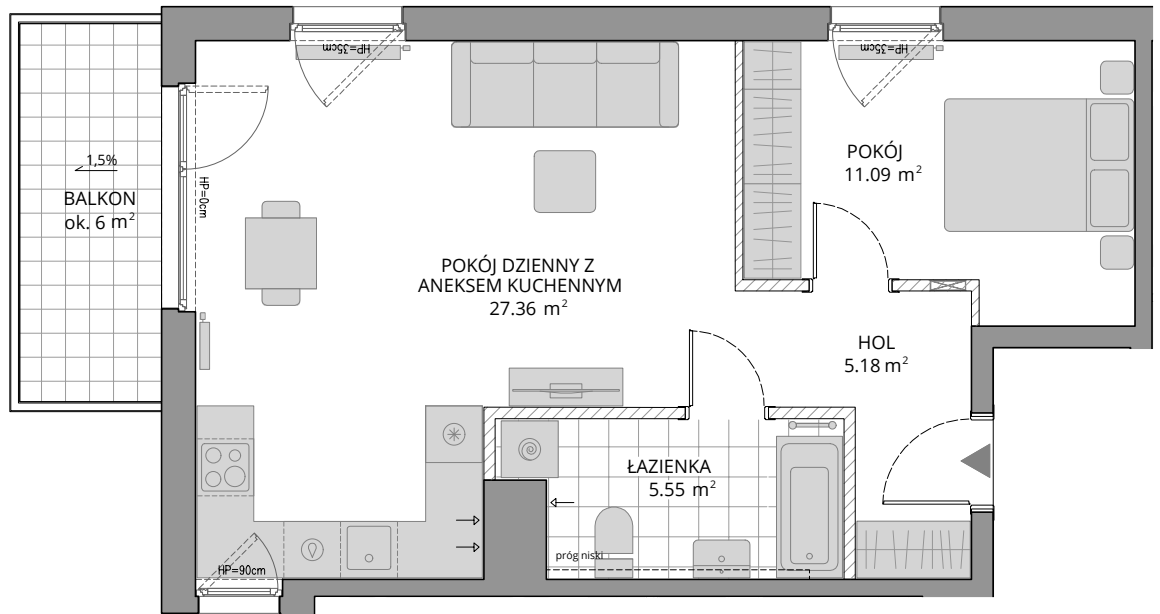 HP=35cm
HP=35cm
1,5%
BALKON
ok. 6 m²
HP=0cm
POKÓJ
11.09 m²
POKÓJ DZIENNY Z
ANEKSEM KUCHENNYM
27.36 m²
HOL
5.18 m²
ŁAZIENKA
5.55 m²
próg niski
HP=90cm